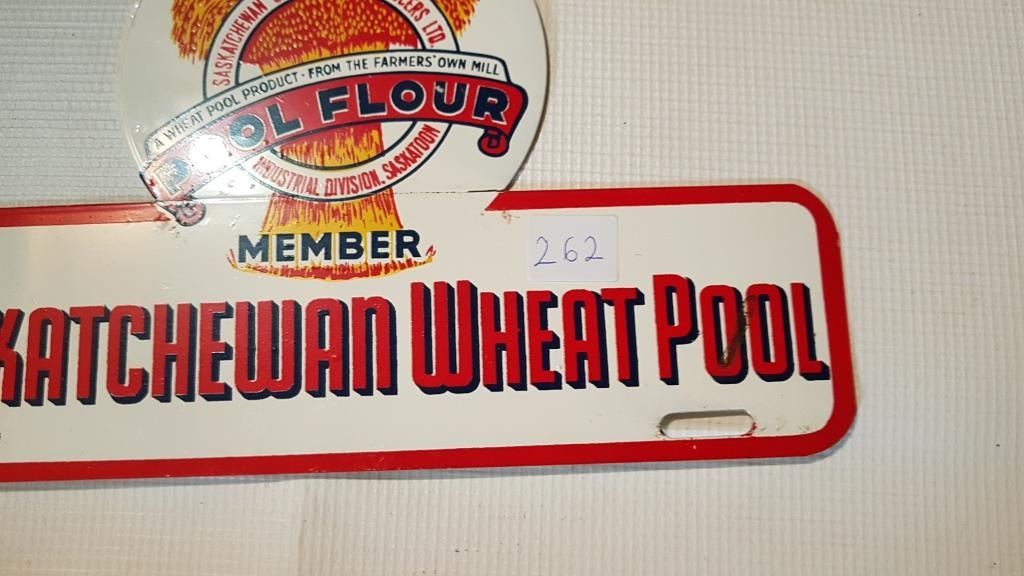 SASKATCHEWAN
LTD.
A WHEAT POOL PRODUCT · FROM THE FARMERS' OWN MILL
POOL FLOUR
INDUSTRIAL DIVISION, SASKATOON
MEMBER
262
KATCHEWAN WHEAT POOL